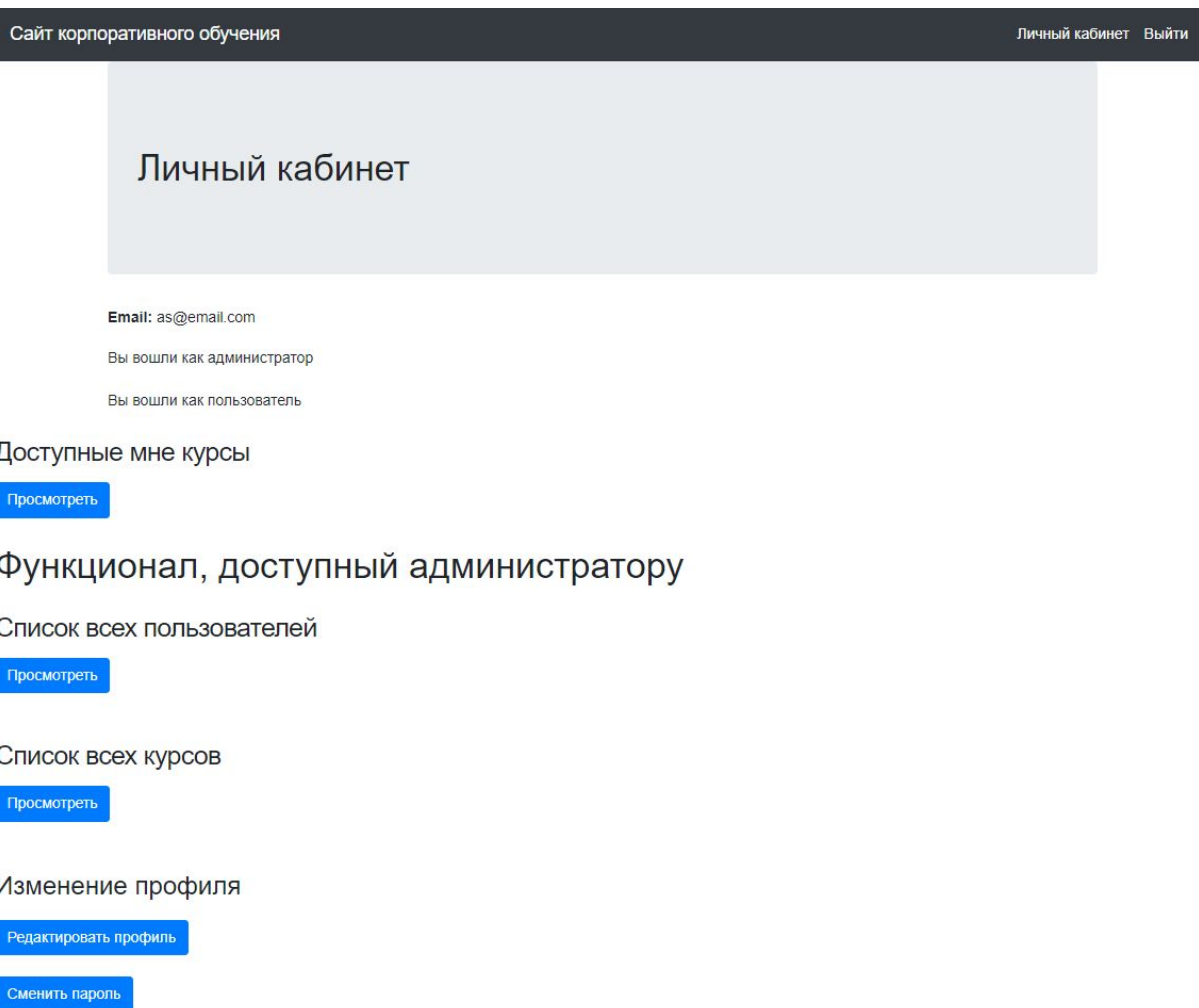 Сайт корпоративного обучения
Личный кабинет Выйти
Личный кабинет
Email: as@email.com
Вы вошли как администратор
Вы вошли как пользователь
Доступные мне курсы
Просмотреть
Функционал, доступный администратору
Список всех пользователей
Просмотреть
Список всех курсов
Просмотреть
Изменение профиля
Редактировать профиль
Сменить пароль